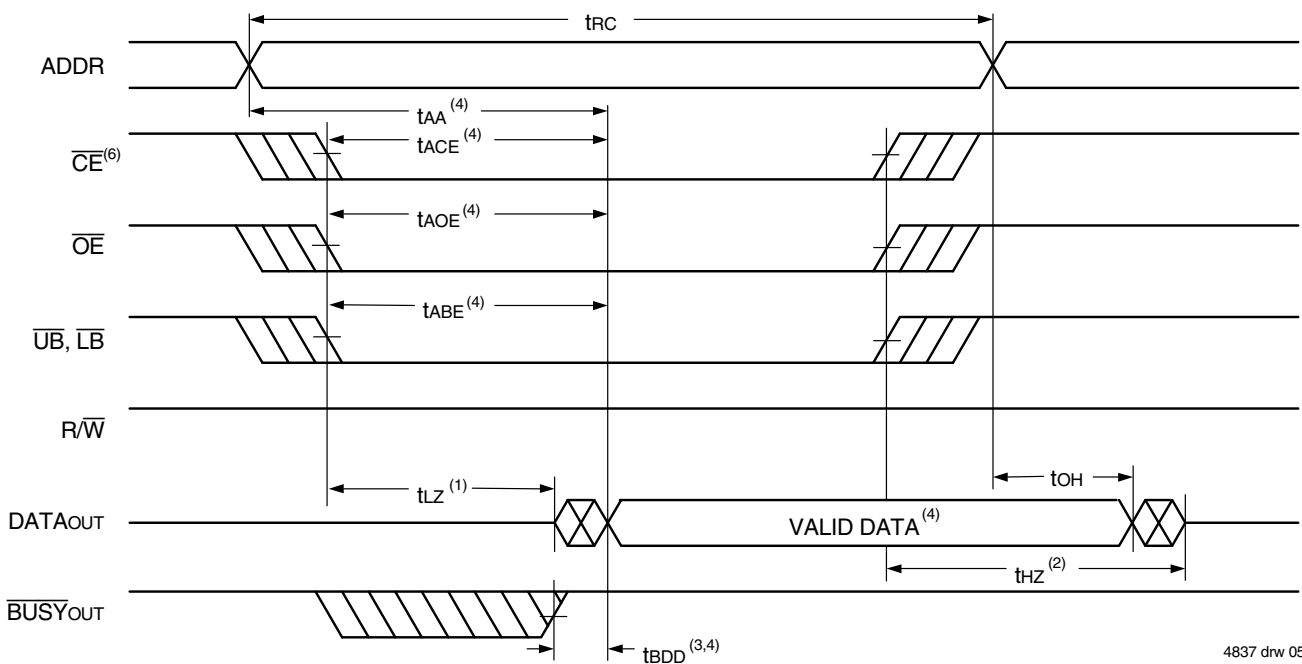 tRC
ADDR
tAA (4)
tACE (4)
CE(6)
tAOE (4)
OE
tABE (4)
UB, LB
R/W
tLZ (1)
tOH
DATAOUT
VALID DATA(4)
tHZ (2)
BUSYOUT
tBDD (3,4)
4837 drw 05